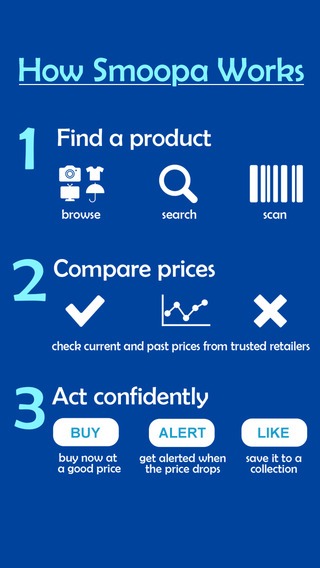 How Smoopa Works
1 Find a product
browse search scan
2 Compare prices
check current and past prices from trusted retailers
3 Act confidently
BUY ALERT LIKE
buy now at get alerted when save it to a
a good price the price drops collection